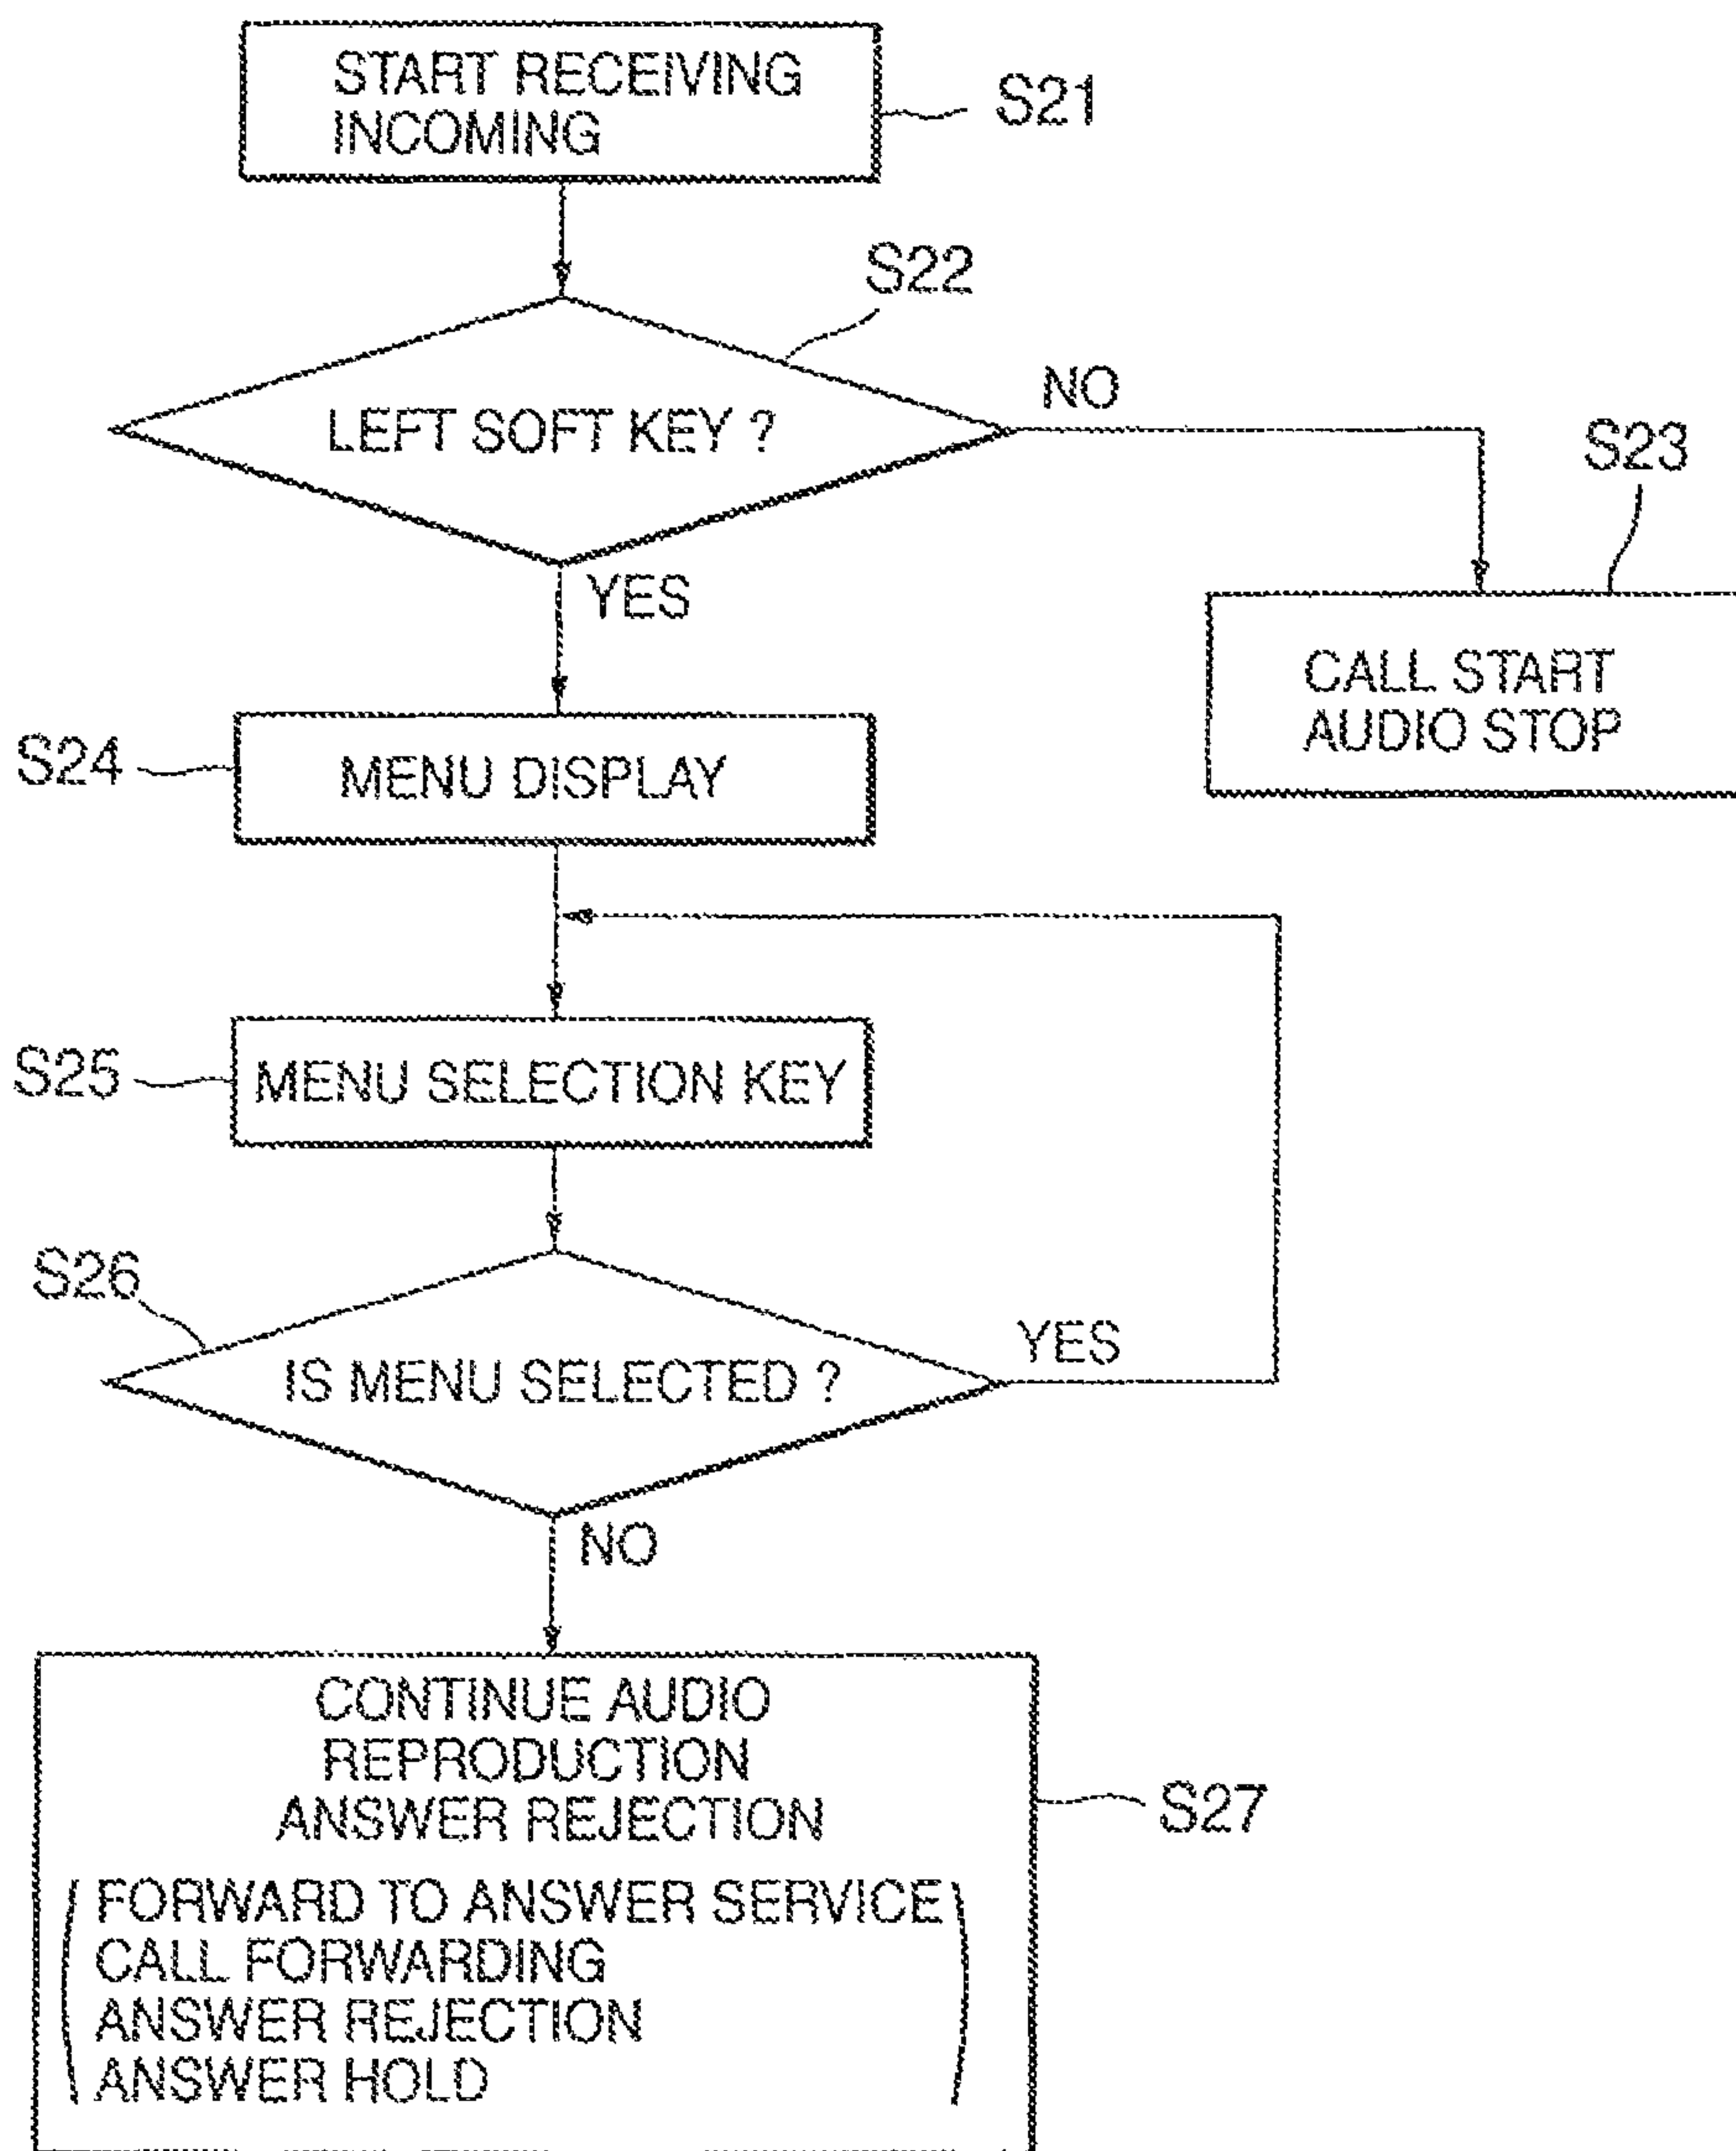 START RECEIVING
INCOMING
S21
S22
LEFT SOFT KEY ?
NO
S23
YES
CALL START
AUDIO STOP
S24
MENU DISPLAY
S25
MENU SELECTION KEY
S26
IS MENU SELECTED ?
YES
NO
CONTINUE AUDIO
REPRODUCTION
ANSWER REJECTION
S27
FORWARD TO ANSWER SERVICE
CALL FORWARDING
ANSWER REJECTION
ANSWER HOLD